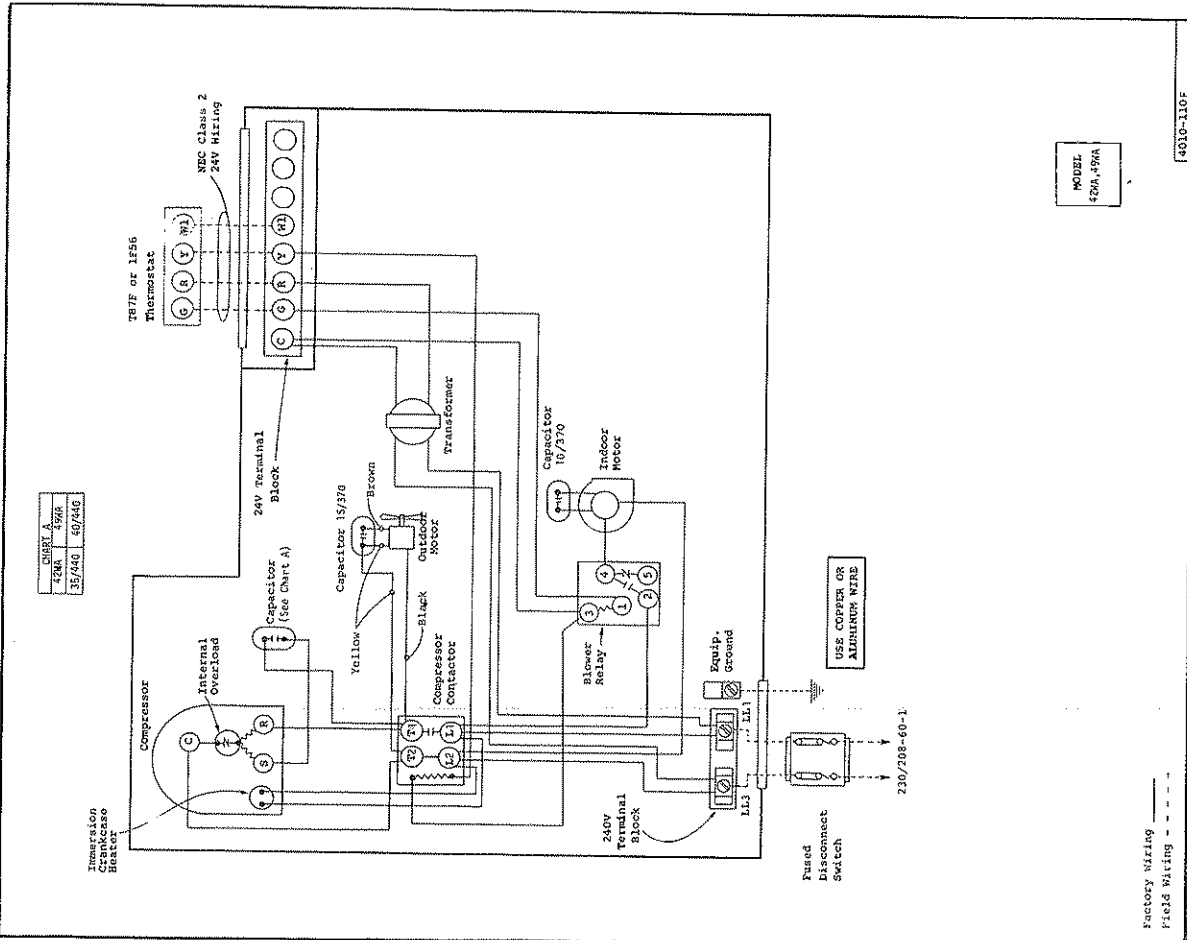 CHART A
42WA 49WA
35/440 40/440
T87F or 1F56
Thermostat
G R Y W1
NEC Class 2
24V Wiring
C G R Y W1
24V Terminal
Block
Transformer
Immersion
Crankcase
Heater
Compressor
Internal
Overload
C
S R
Capacitor
(See Chart A)
Capacitor 15/370
Brown
Outdoor
Motor
Yellow
Black
Compressor
Contactor
T2 T1
L2 L1
Capacitor
10/370
Indoor
Motor
Blower
Relay
3 4
1 2 5
240V
Terminal
Block
LL3 LL1
Equip.
Ground
Fused
Disconnect
Switch
230/208-60-1
USE COPPER OR
ALUMINUM WIRE
MODEL
42WA,49WA
Factory Wiring
Field Wiring
4010-110F